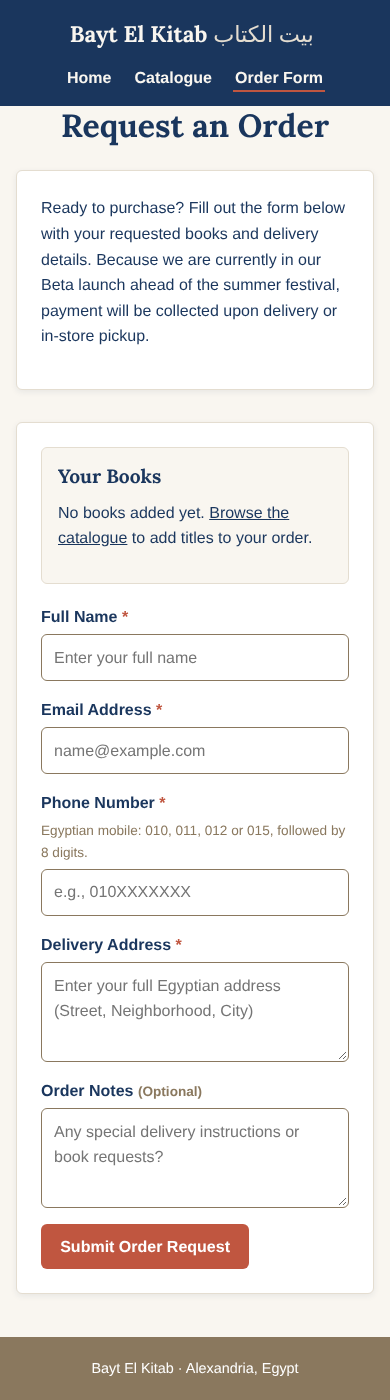 Bayt El Kitab بيت الكتاب
Home Catalogue Order Form
Request an Order
Ready to purchase? Fill out the form below
with your requested books and delivery
details. Because we are currently in our
Beta launch ahead of the summer festival,
payment will be collected upon delivery or
in-store pickup.
Your Books
No books added yet. Browse the
catalogue to add titles to your order.
Full Name *
Enter your full name
Email Address *
name@example.com
Phone Number *
Egyptian mobile: 010, 011, 012 or 015, followed by
8 digits.
e.g., 010XXXXXXX
Delivery Address *
Enter your full Egyptian address
(Street, Neighborhood, City)
Order Notes (Optional)
Any special delivery instructions or
book requests?
Submit Order Request
Bayt El Kitab · Alexandria, Egypt